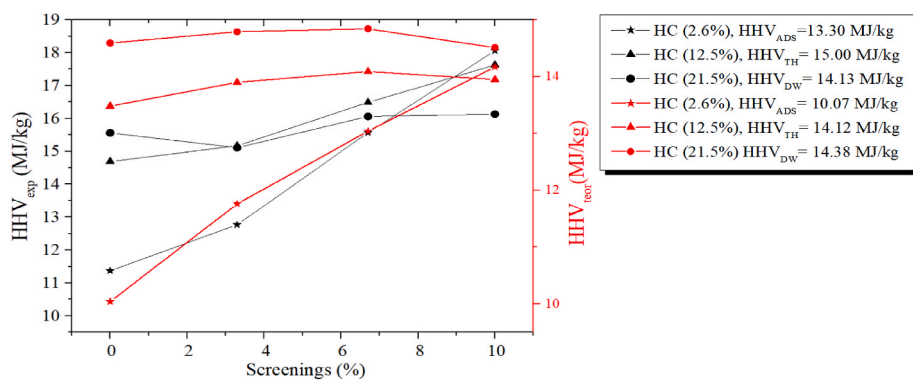 19
18
17
16
15
14
13
12
11
10
HHVexp (MJ/kg)
0
2
4
6
8
10
Screenings (%)
14
12
10
HHVteor(MJ/kg)
HC (2.6%), HHVADS=13.30 MJ/kg
HC (12.5%), HHVTH= 15.00 MJ/kg
HC (21.5%), HHVDW= 14.13 MJ/kg
HC (2.6%), HHVADS= 10.07 MJ/kg
HC (12.5%), HHVTH= 14.12 MJ/kg
HC (21.5%) HHVDW= 14.38 MJ/kg